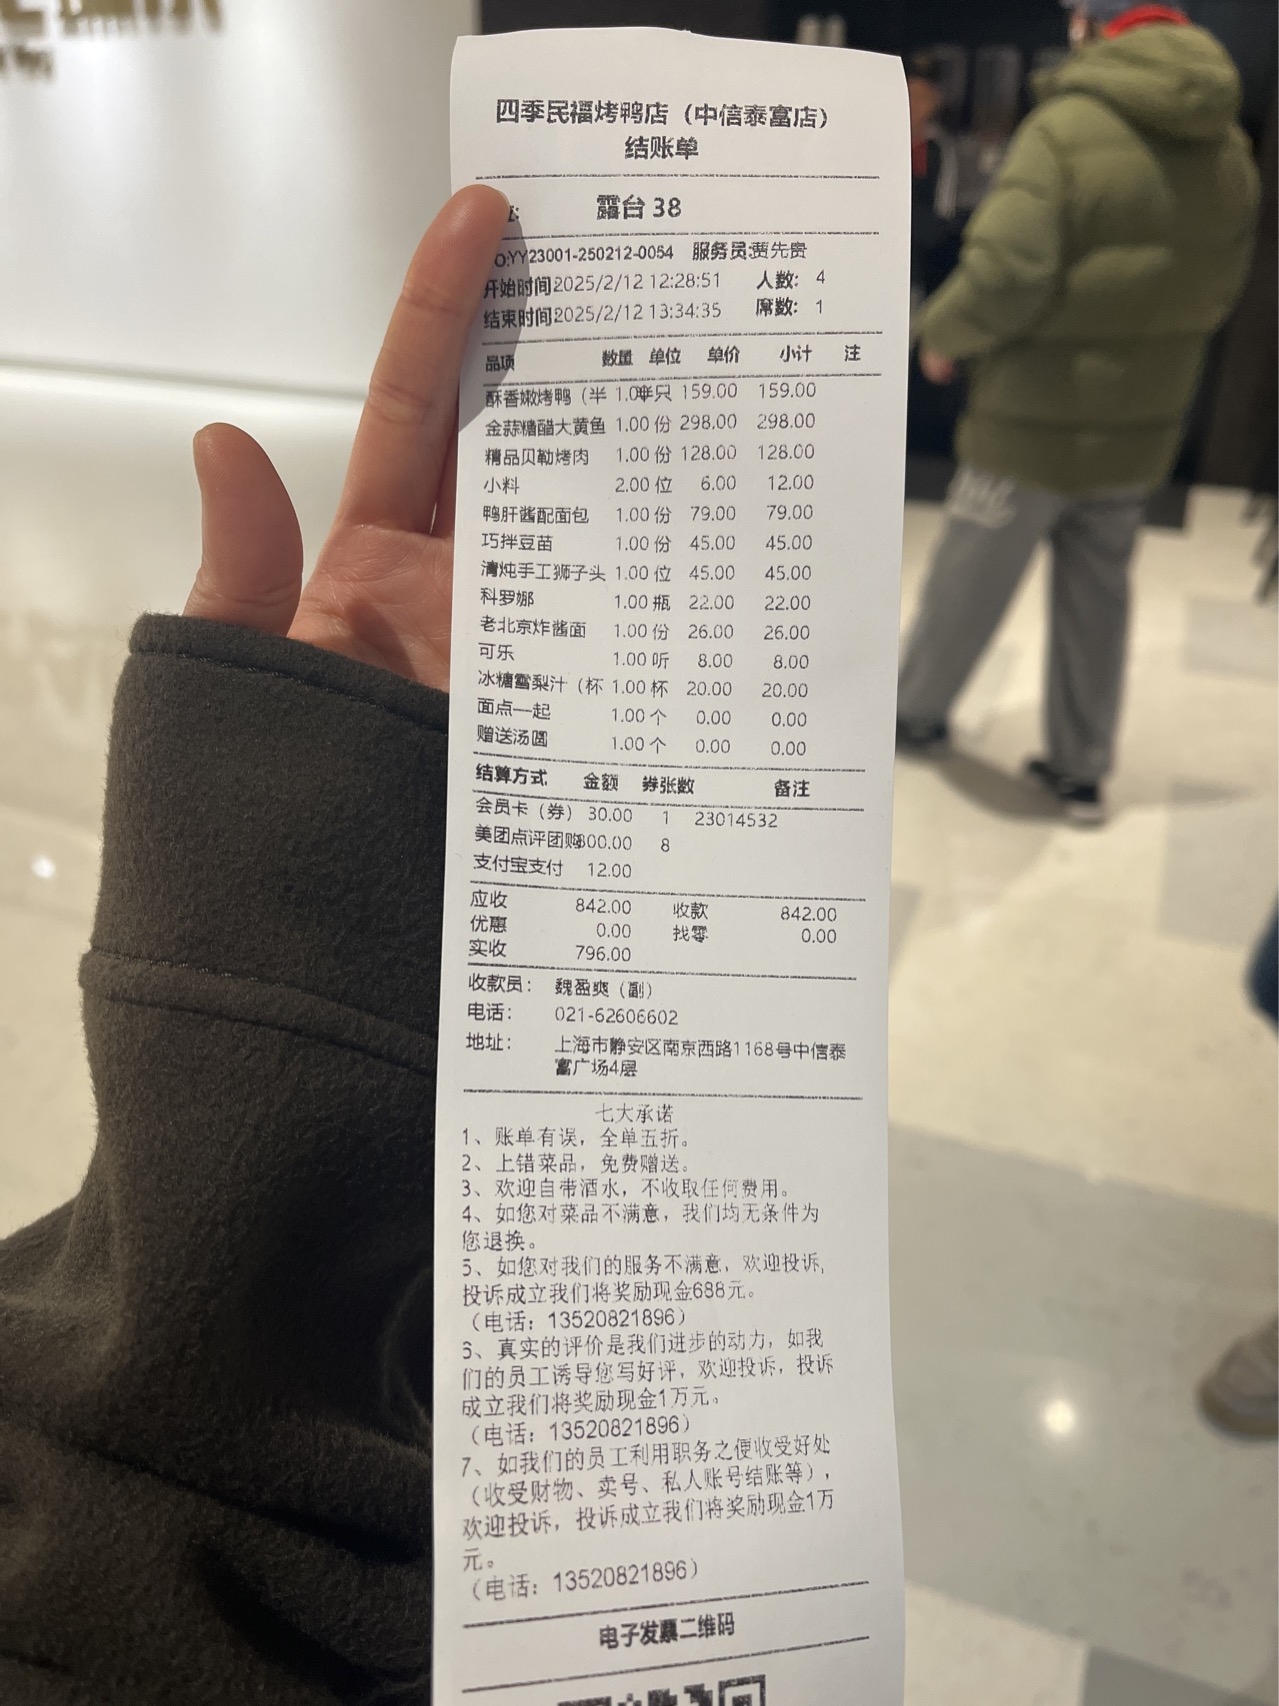 四季民福烤鸭店（中信泰富店）
结账单
露台 38
O:YY23001-250212-0054 服务员:黄先贵
开始时间:2025/2/12 12:28:51 人数: 4
结束时间:2025/2/12 13:34:35 席数: 1
品项 数量 单位 单价 小计 注
酥香嫩烤鸭（半 1.00 半只 159.00 159.00
金蒜糖醋大黄鱼 1.00 份 298.00 298.00
精品贝勒烤肉 1.00 份 128.00 128.00
小料 2.00 位 6.00 12.00
鸭肝酱配面包 1.00 份 79.00 79.00
巧拌豆苗 1.00 份 45.00 45.00
清炖手工狮子头 1.00 位 45.00 45.00
科罗娜 1.00 瓶 22.00 22.00
老北京炸酱面 1.00 份 26.00 26.00
可乐 1.00 听 8.00 8.00
冰糖雪梨汁（杯 1.00 杯 20.00 20.00
面点一起 1.00 个 0.00 0.00
赠送汤圆 1.00 个 0.00 0.00
结算方式 金额 券张数 备注
会员卡（券） 30.00 1 23014532
美团点评团购800.00 8
支付宝支付 12.00
应收 842.00 收款 842.00
优惠 0.00 找零 0.00
实收 796.00
收款员: 魏盈爽（副）
电话: 021-62606602
地址: 上海市静安区南京西路1168号中信泰
富广场4层
七大承诺
1、账单有误，全单五折。
2、上错菜品，免费赠送。
3、欢迎自带酒水，不收取任何费用。
4、如您对菜品不满意，我们均无条件为
您退换。
5、如您对我们的服务不满意，欢迎投诉,
投诉成立我们将奖励现金688元。
（电话：13520821896）
6、真实的评价是我们进步的动力，如我
们的员工诱导您写好评，欢迎投诉，投诉
成立我们将奖励现金1万元。
（电话：13520821896）
7、如我们的员工利用职务之便收受好处
（收受财物、卖号、私人账号结账等），
欢迎投诉，投诉成立我们将奖励现金1万
元。
（电话：13520821896）
电子发票二维码